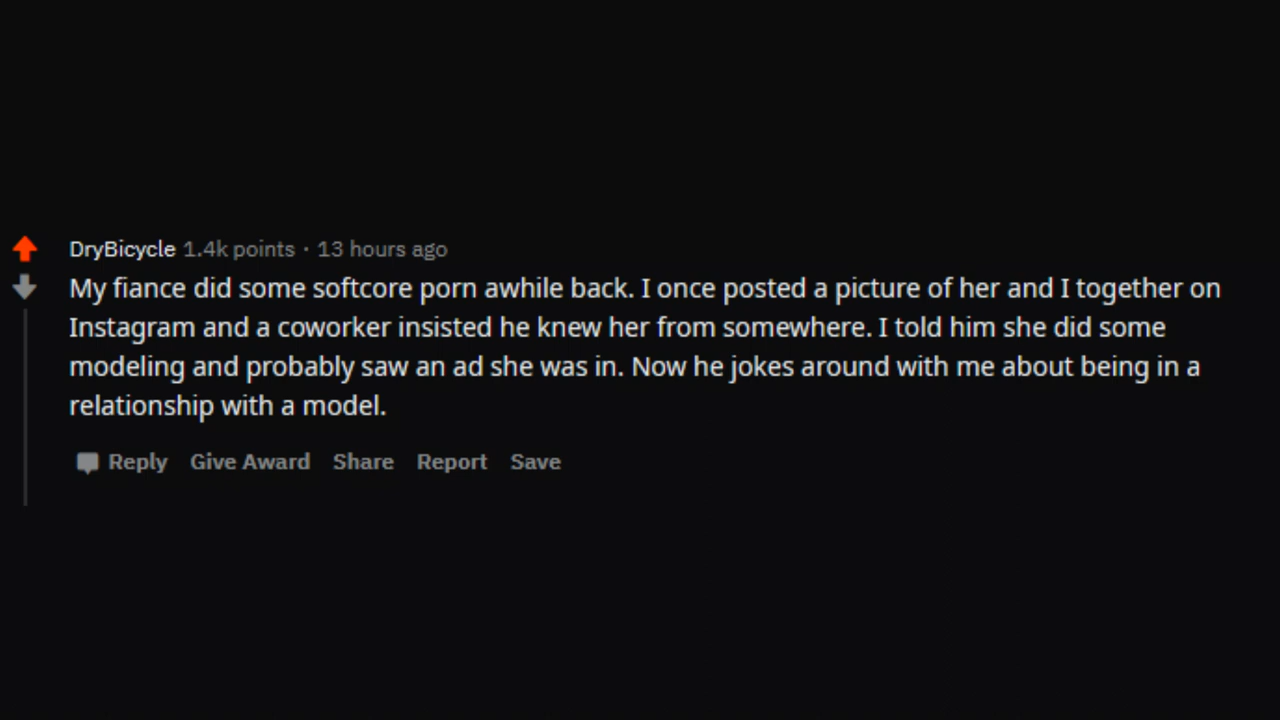 DryBicycle 1.4k points · 13 hours ago
My fiance did some softcore porn awhile back. I once posted a picture of her and I together on
Instagram and a coworker insisted he knew her from somewhere. I told him she did some
modeling and probably saw an ad she was in. Now he jokes around with me about being in a
relationship with a model.
Reply Give Award Share Report Save